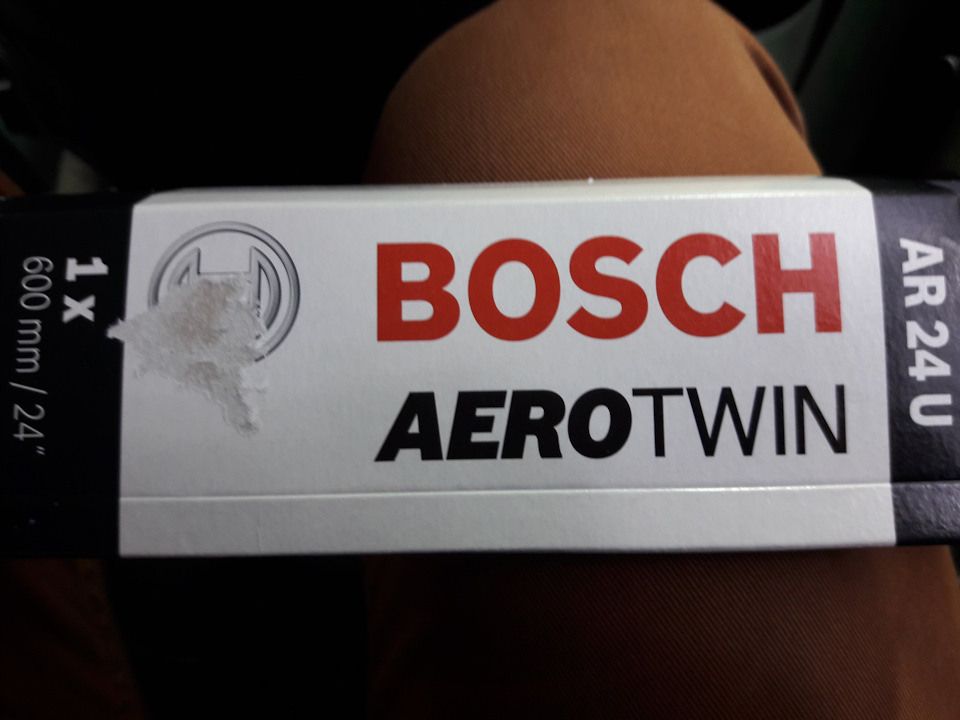 1 x
600 mm / 24"
BOSCH
AEROTWIN
AR 24 U